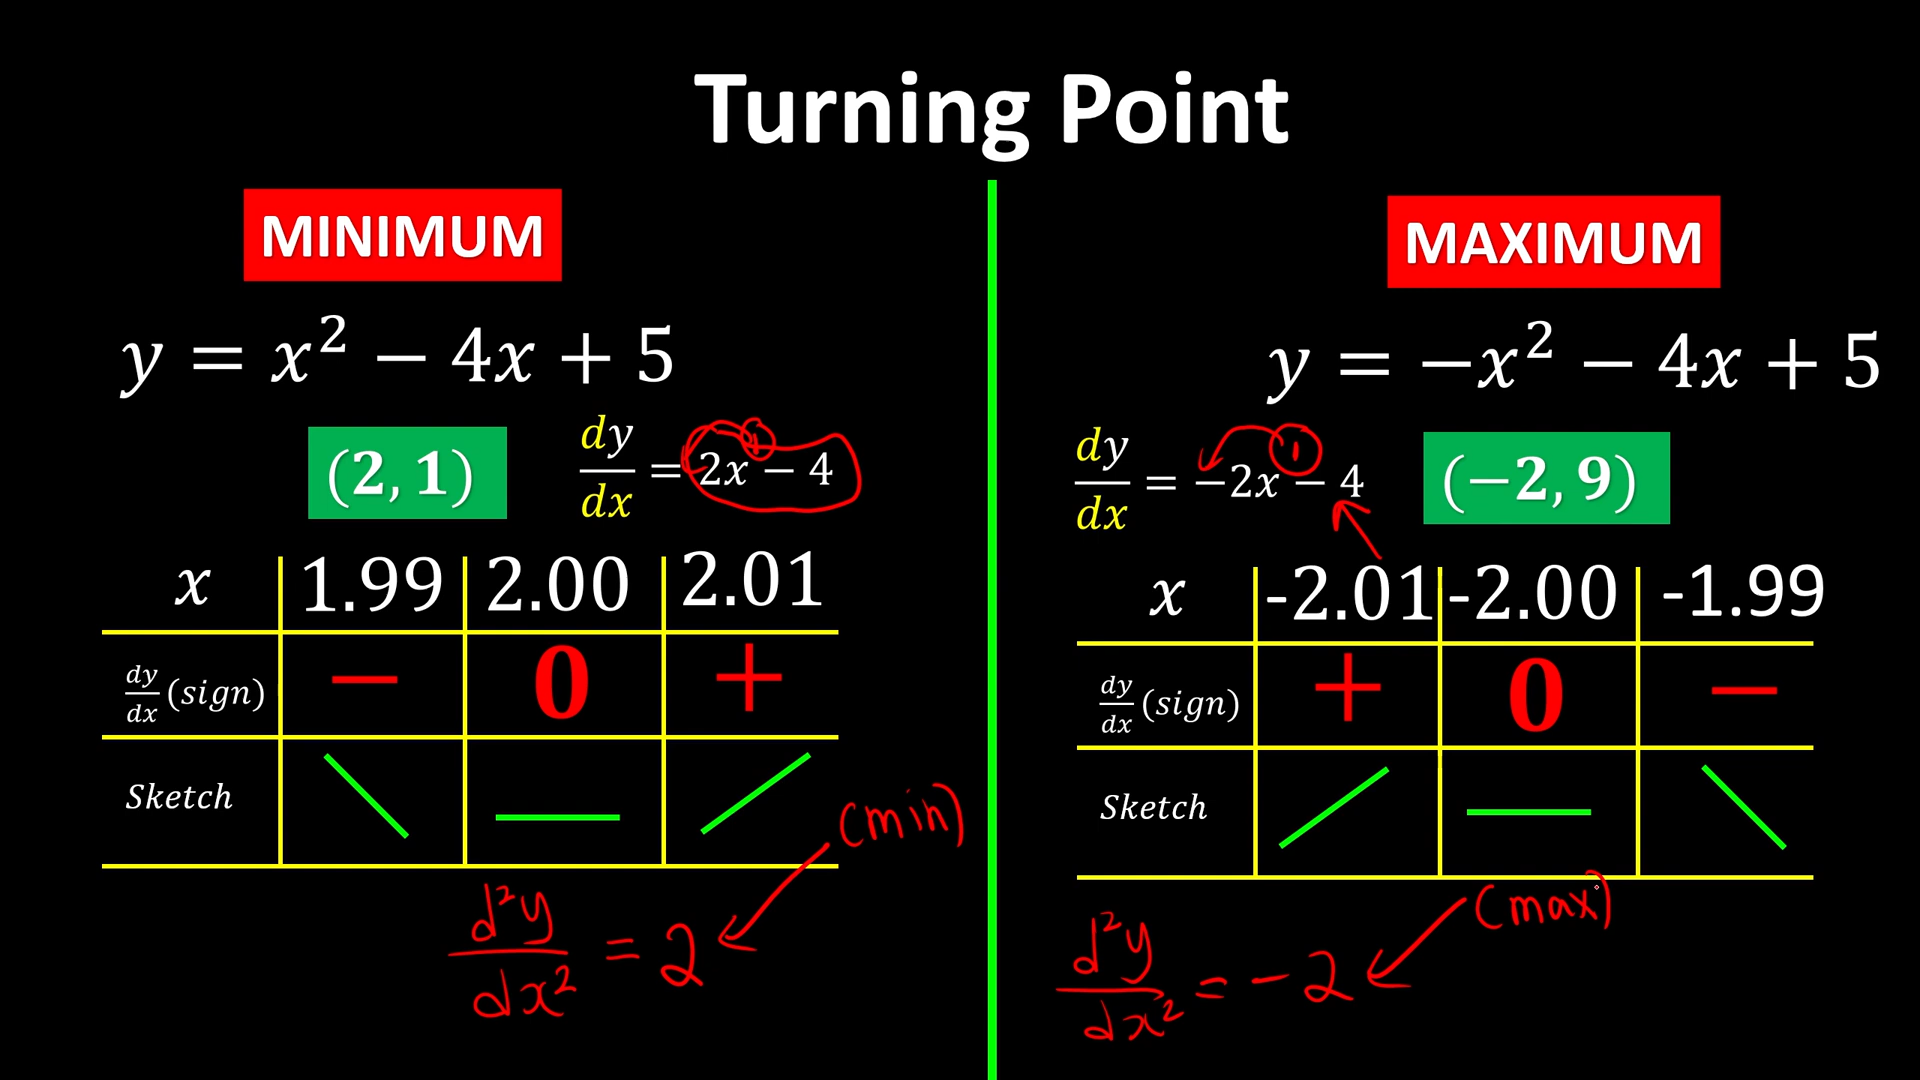 Turning Point
MINIMUM
y = x² − 4x + 5
(2, 1)
dy/dx = 2x¹ − 4
x 1.99 2.00 2.01
dy/dx (sign) − 0 +
Sketch
(min)
d²y/dx² = 2
MAXIMUM
y = −x² − 4x + 5
dy/dx = −2x¹ − 4
(−2, 9)
x -2.01 -2.00 -1.99
dy/dx (sign) + 0 −
Sketch
(max)
d²y/dx² = -2